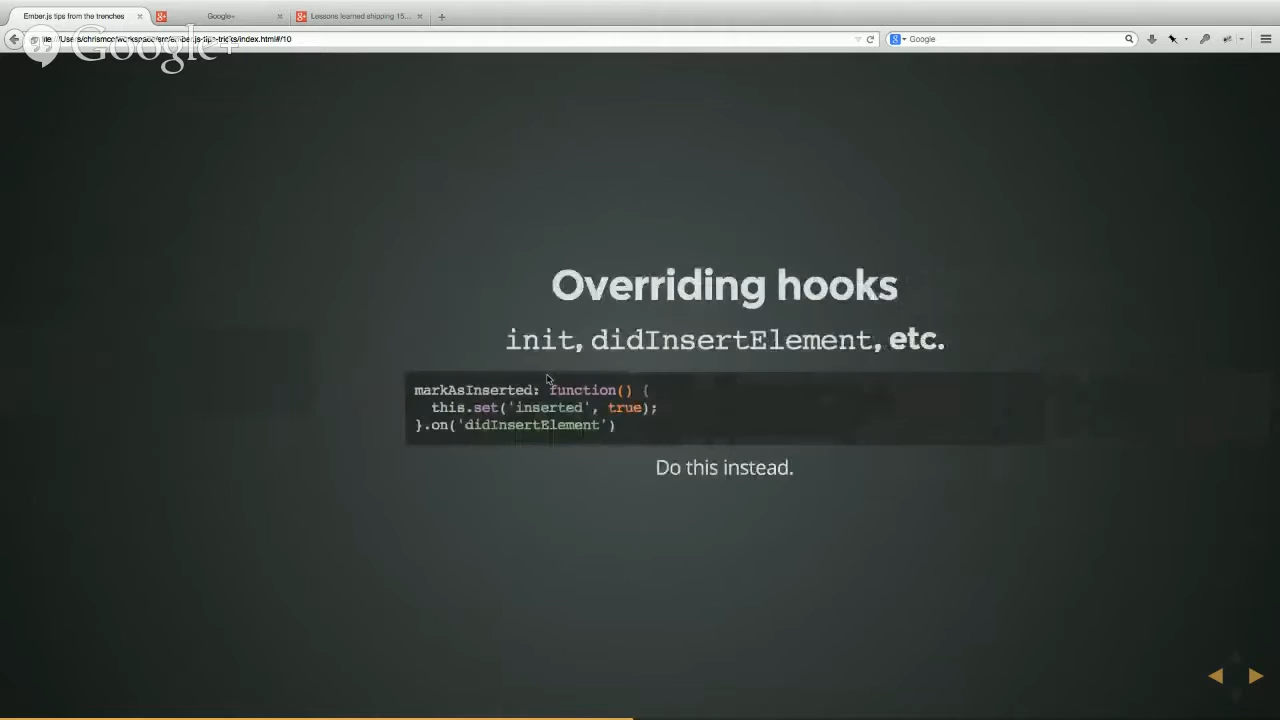 Ember.js tips from the trenches
Google+
Lessons learned shipping 15...
Google+
Google
Overriding hooks
init, didInsertElement, etc.
markAsInserted: function() {
this.set('inserted', true);
}.on('didInsertElement')
Do this instead.